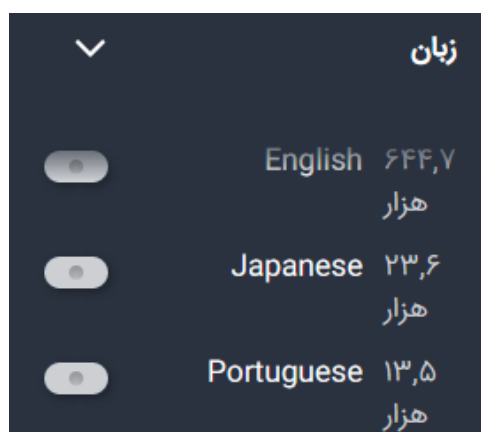 زبان
English ۶۴۴,۷
هزار
Japanese ۲۳,۶
هزار
Portuguese ۱۳,۵
هزار